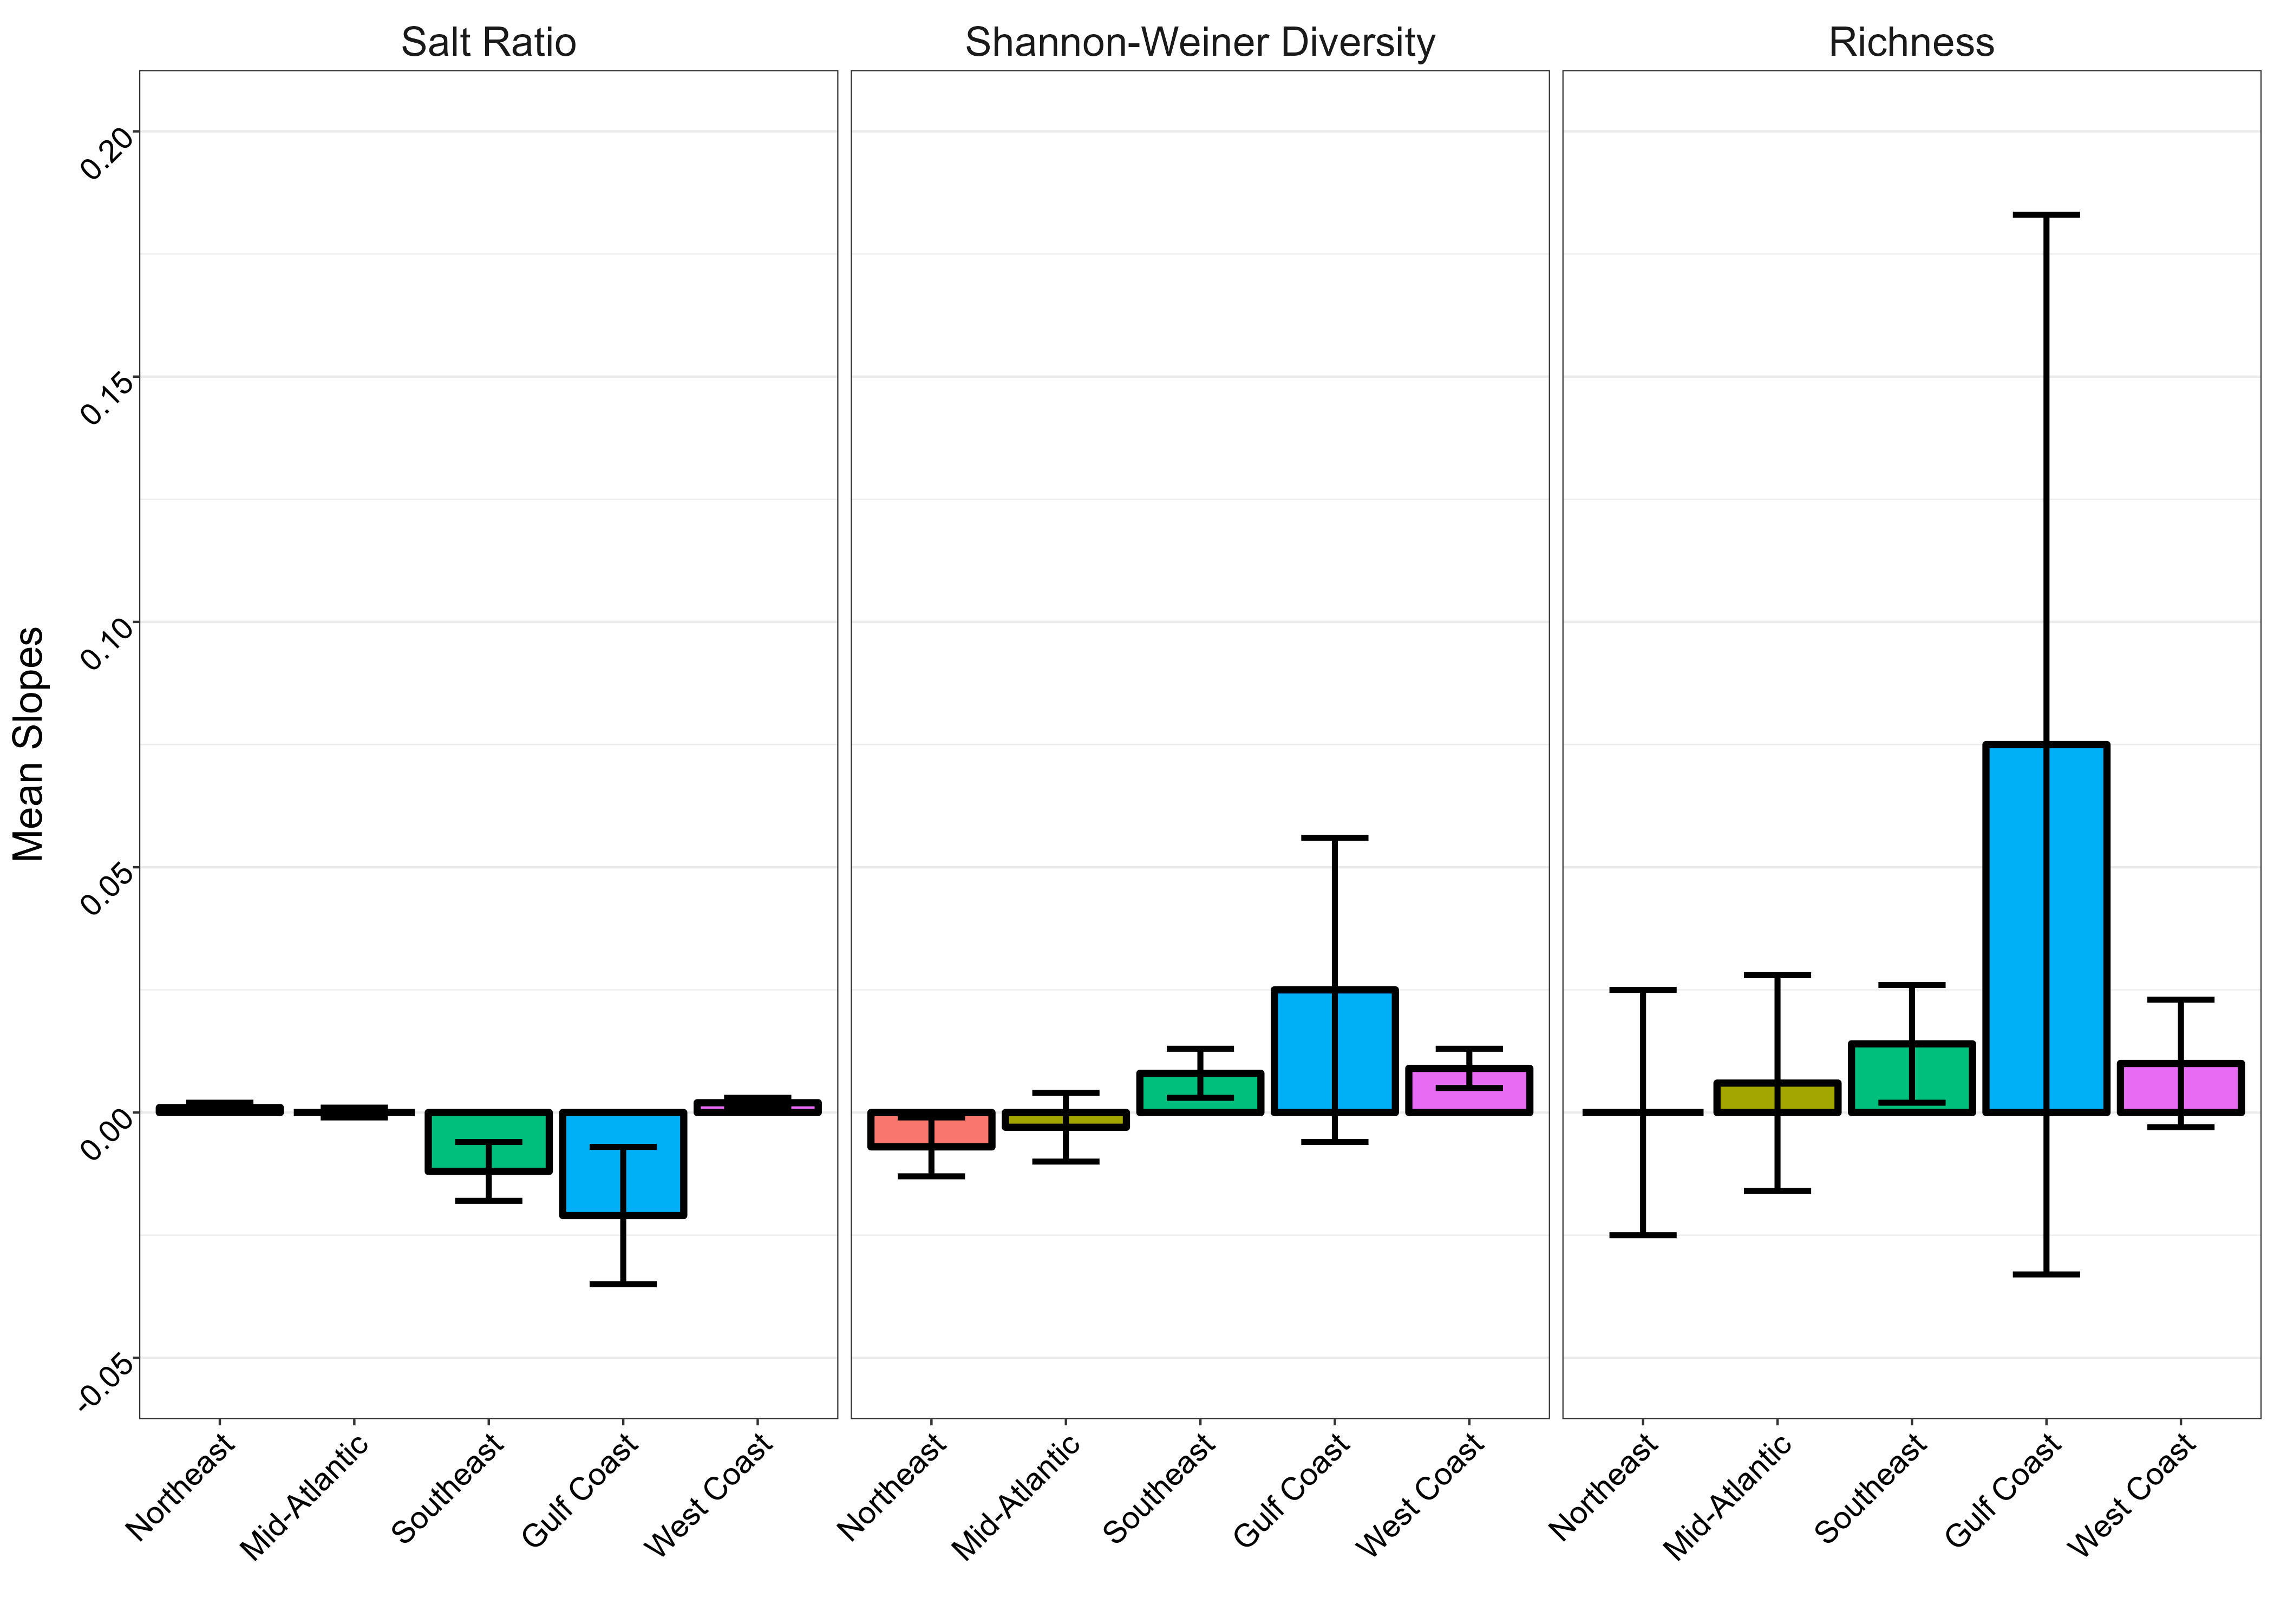 Salt Ratio
Shannon-Weiner Diversity
Richness
Mean Slopes
0.20
0.15
0.10
0.05
0.00
-0.05
Northeast
Mid-Atlantic
Southeast
Gulf Coast
West Coast
Northeast
Mid-Atlantic
Southeast
Gulf Coast
West Coast
Northeast
Mid-Atlantic
Southeast
Gulf Coast
West Coast